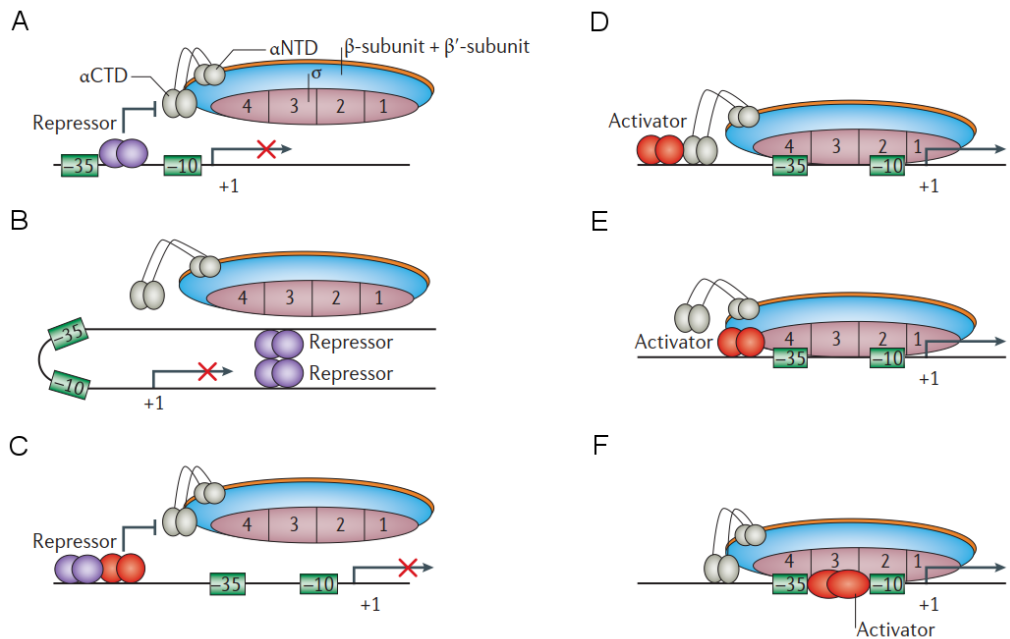 A
αNTD
β-subunit + β′-subunit
αCTD
σ
4 3 2 1
Repressor
–35
–10
+1
B
4 3 2 1
–35
Repressor
Repressor
–10
+1
C
4 3 2 1
Repressor
–35
–10
+1
D
Activator
4 3 2 1
–35
–10
+1
E
Activator
4 3 2 1
–35
–10
+1
F
4 3 2 1
–35
–10
+1
Activator